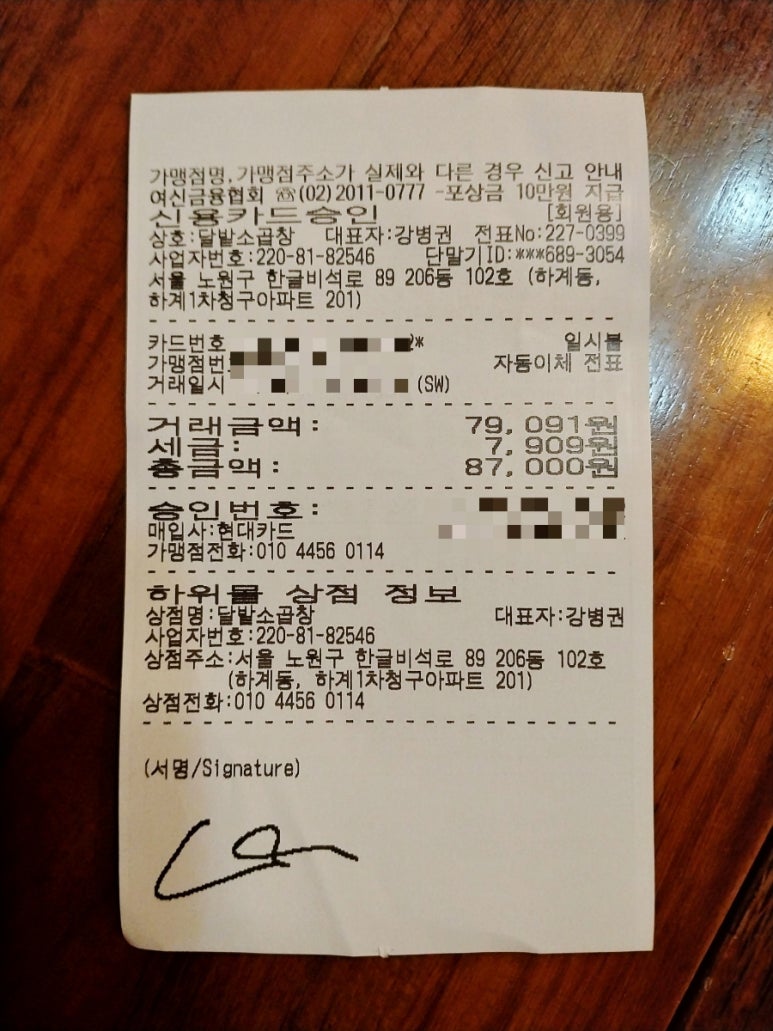 가맹점명,가맹점주소가 실제와 다른 경우 신고 안내
여신금융협회 ☏(02)2011-0777 -포상금 10만원 지급
신용카드승인 [회원용]
상호:달밭소곱창 대표자:강병권 전표No:227-0399
사업자번호:220-81-82546 단말기ID:***689-3054
서울 노원구 한글비석로 89 206동 102호 (하계동,
하계1차청구아파트 201)
카드번호 * 일시불
가맹점번 자동이체 전표
거래일시 (SW)
거래금액: 79,091원
세금: 7,909원
총금액: 87,000원
승인번호:
매입사:현대카드
가맹점전화:010 4456 0114
하위몰 상점 정보
상점명:달밭소곱창 대표자:강병권
사업자번호:220-81-82546
상점주소:서울 노원구 한글비석로 89 206동 102호
(하계동, 하계1차청구아파트 201)
상점전화:010 4456 0114
(서명/Signature)